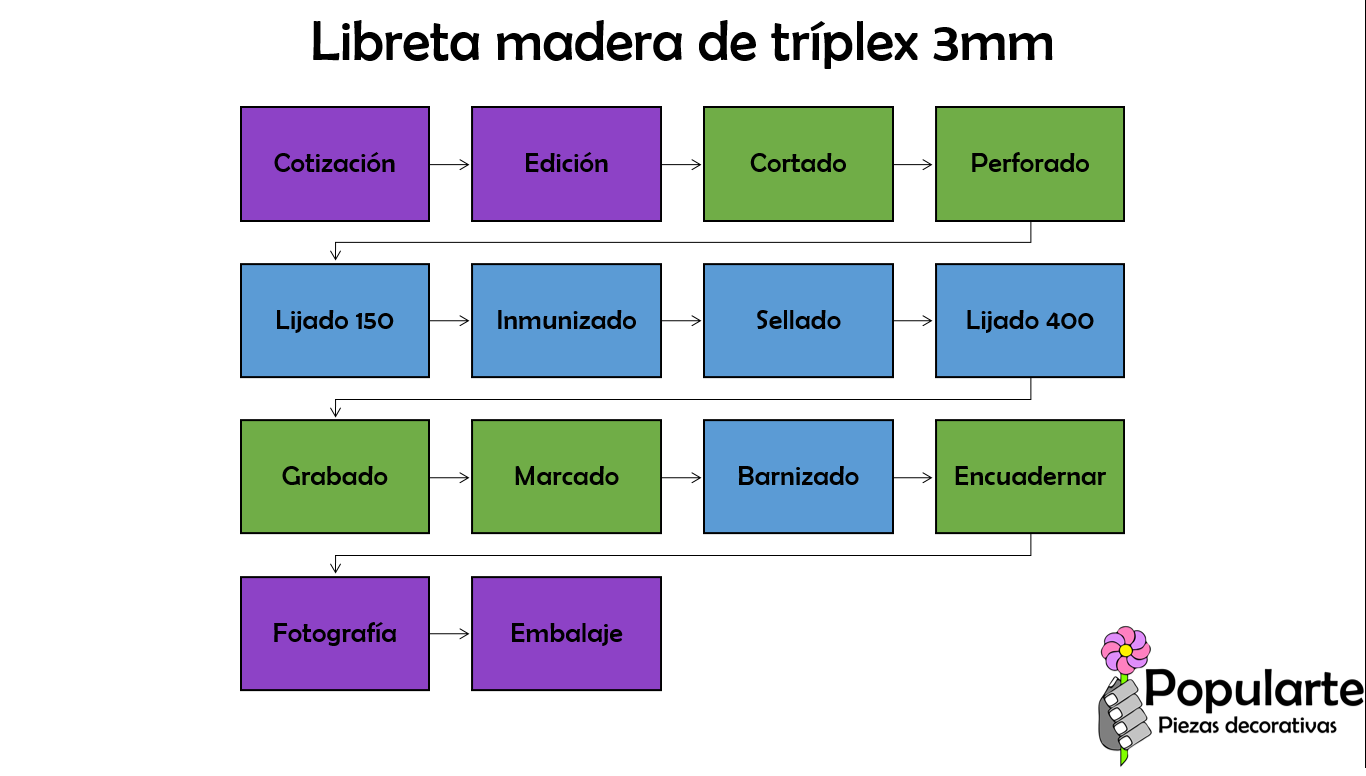 Libreta madera de tríplex 3mm
Cotización
Edición
Cortado
Perforado
Lijado 150
Inmunizado
Sellado
Lijado 400
Grabado
Marcado
Barnizado
Encuadernar
Fotografía
Embalaje
Popularte
Piezas decorativas